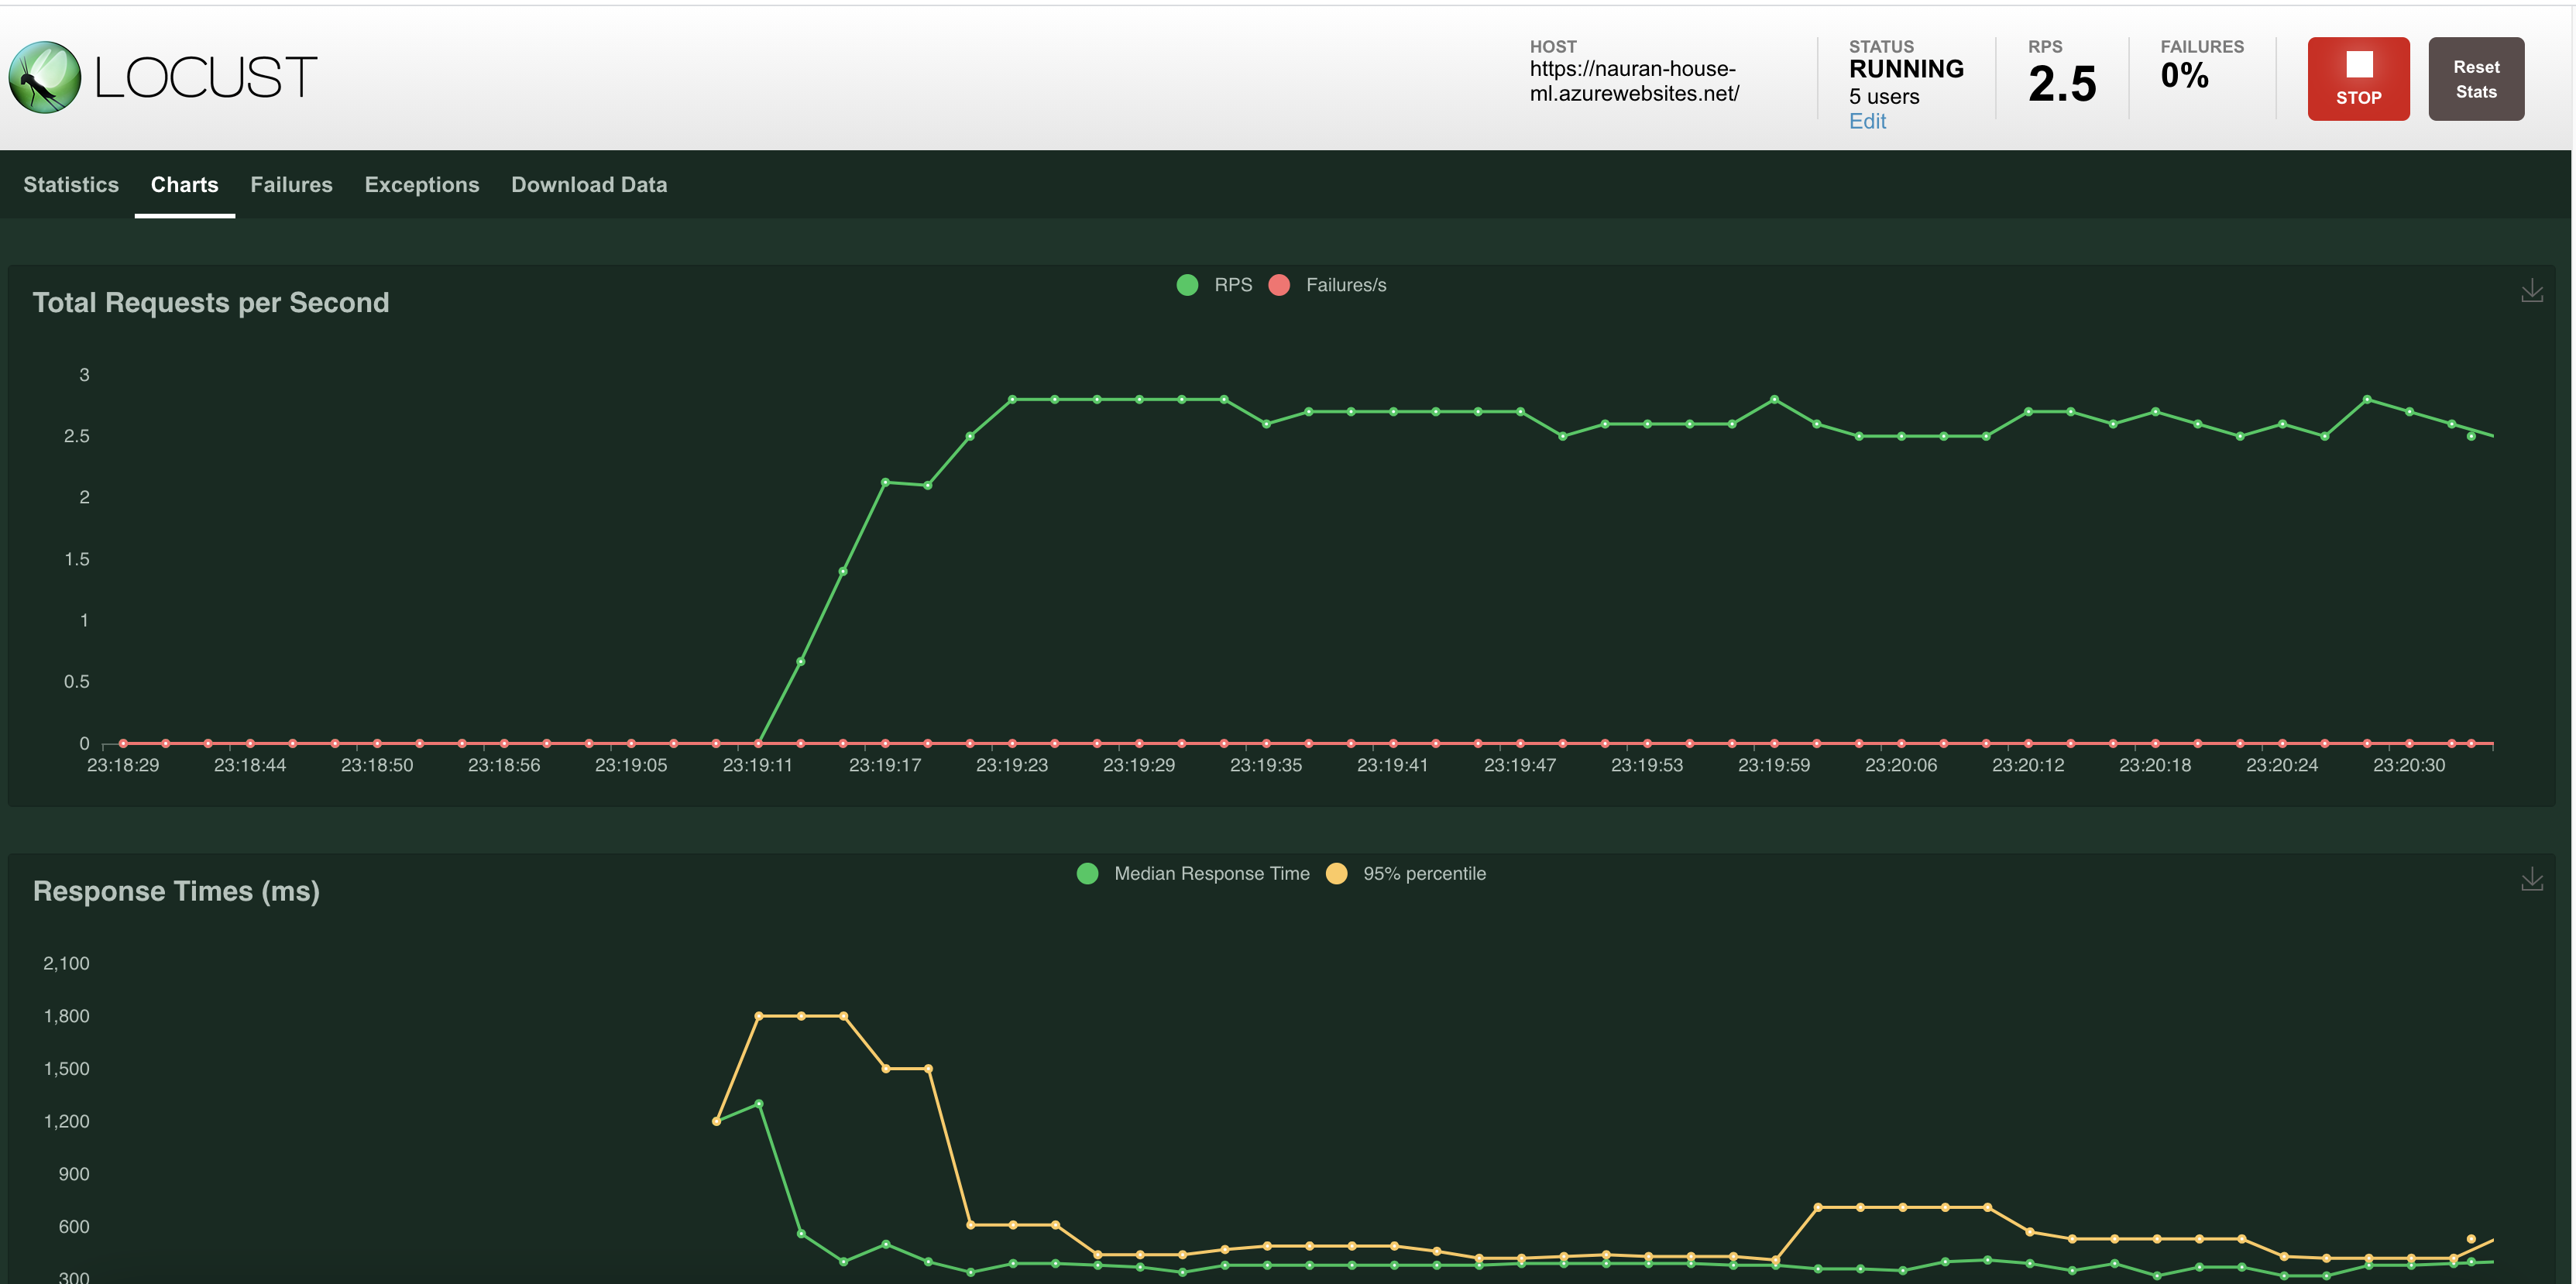 LOCUST
HOST
https://nauran-house-
ml.azurewebsites.net/
STATUS
RUNNING
5 users
Edit
RPS
2.5
FAILURES
0%
STOP
Reset
Stats
Statistics Charts Failures Exceptions Download Data
RPS Failures/s
Total Requests per Second
3
2.5
2
1.5
1
0.5
0
23:18:29 23:18:44 23:18:50 23:18:56 23:19:05 23:19:11 23:19:17 23:19:23 23:19:29 23:19:35 23:19:41 23:19:47 23:19:53 23:19:59 23:20:06 23:20:12 23:20:18 23:20:24 23:20:30
Median Response Time 95% percentile
Response Times (ms)
2,100
1,800
1,500
1,200
900
600
300